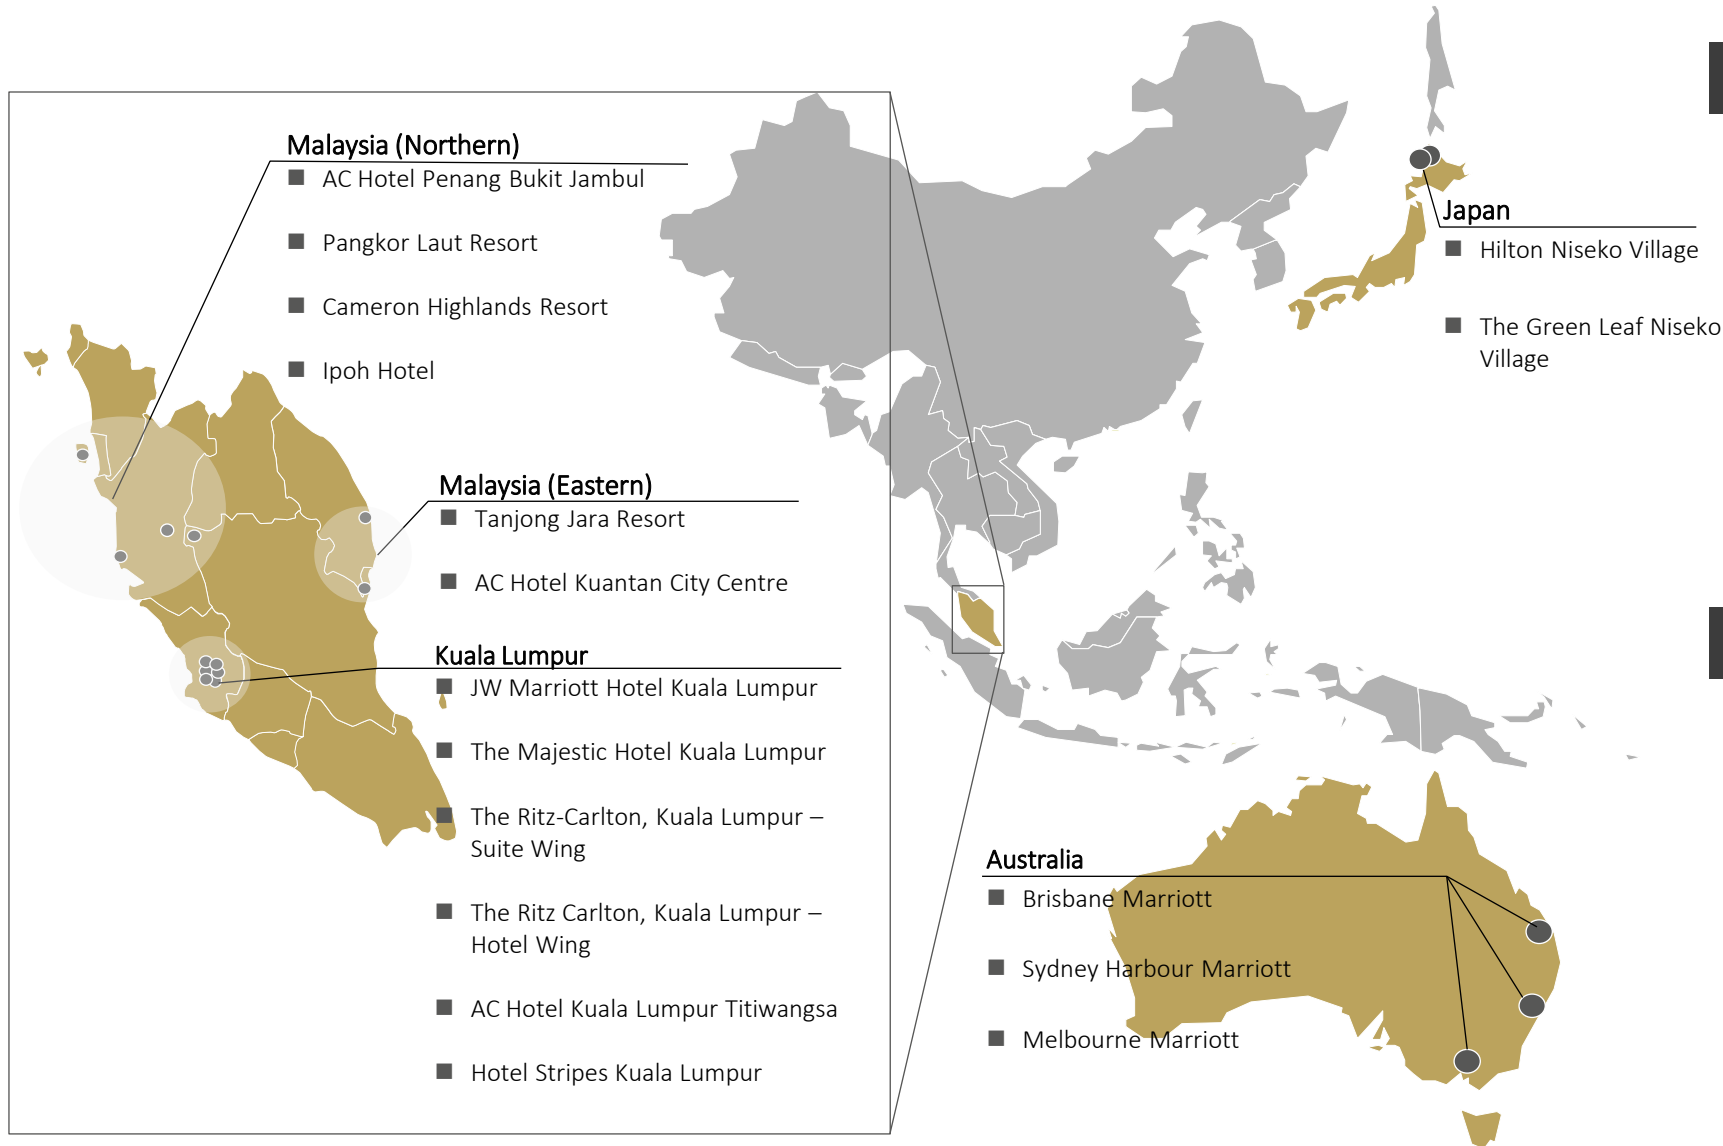 Malaysia (Northern)
AC Hotel Penang Bukit Jambul
Pangkor Laut Resort
Cameron Highlands Resort
Ipoh Hotel
Malaysia (Eastern)
Tanjong Jara Resort
AC Hotel Kuantan City Centre
Kuala Lumpur
JW Marriott Hotel Kuala Lumpur
The Majestic Hotel Kuala Lumpur
The Ritz-Carlton, Kuala Lumpur –
Suite Wing
The Ritz Carlton, Kuala Lumpur –
Hotel Wing
AC Hotel Kuala Lumpur Titiwangsa
Hotel Stripes Kuala Lumpur
Japan
Hilton Niseko Village
The Green Leaf Niseko
Village
Australia
Brisbane Marriott
Sydney Harbour Marriott
Melbourne Marriott